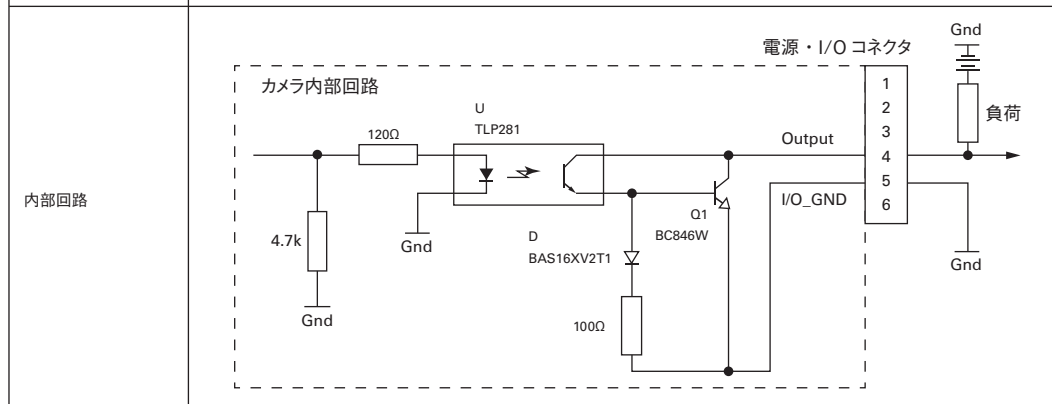 内部回路
カメラ内部回路
電源・I/O コネクタ
Gnd
負荷
U
TLP281
120Ω
4.7k
Gnd
Gnd
D
BAS16XV2T1
100Ω
Q1
BC846W
Output
I/O_GND
1
2
3
4
5
6
Gnd